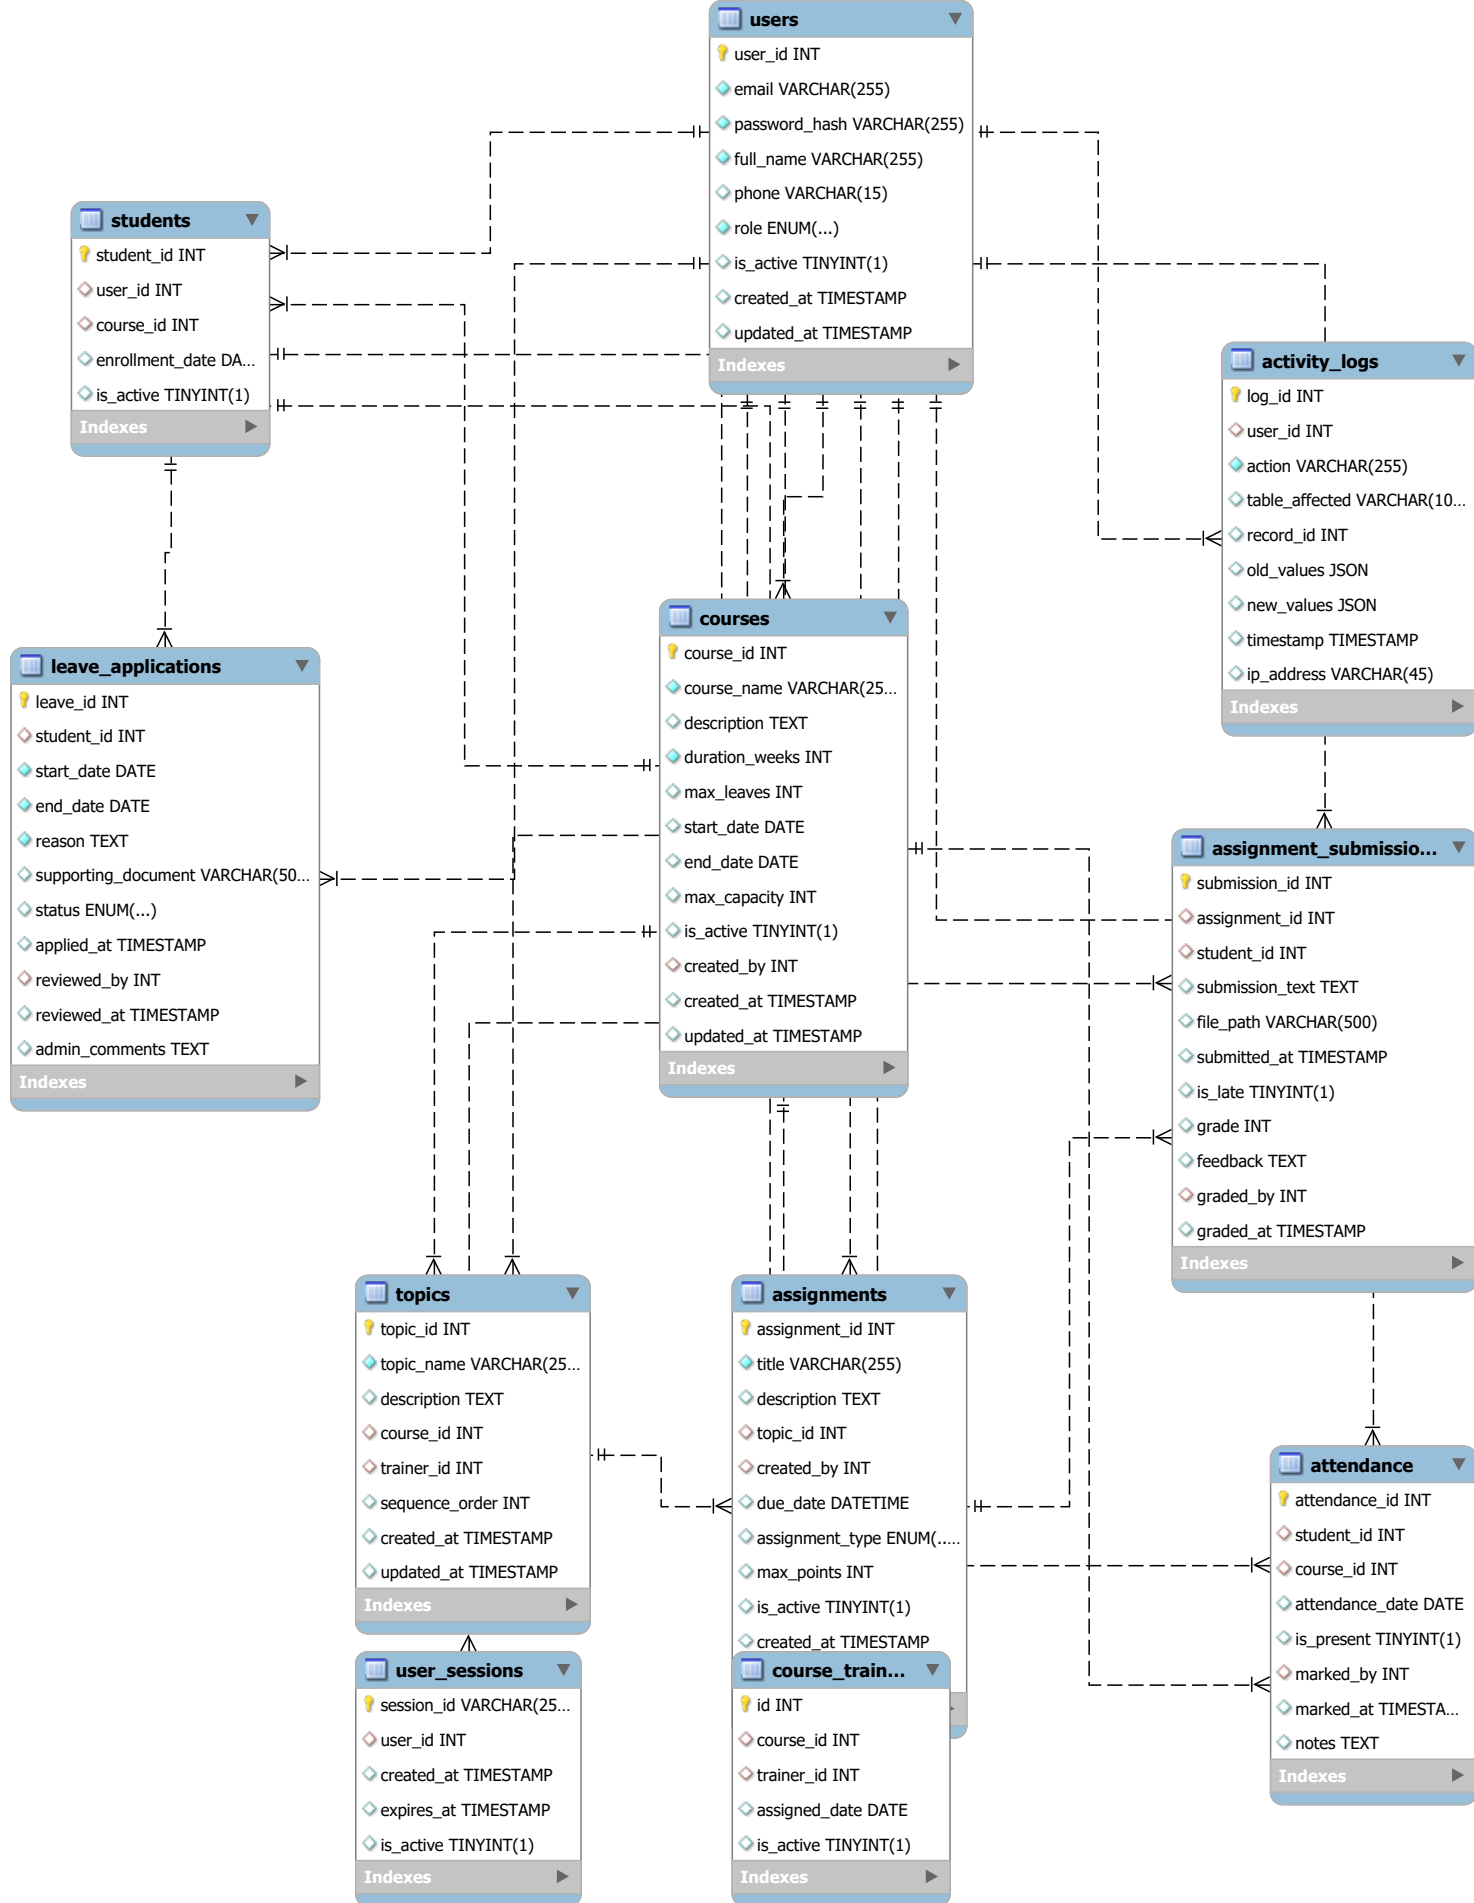 users
user_id INT
email VARCHAR(255)
password_hash VARCHAR(255)
full_name VARCHAR(255)
phone VARCHAR(15)
role ENUM(...)
is_active TINYINT(1)
created_at TIMESTAMP
updated_at TIMESTAMP
Indexes
students
student_id INT
user_id INT
course_id INT
enrollment_date DA...
is_active TINYINT(1)
Indexes
activity_logs
log_id INT
user_id INT
action VARCHAR(255)
table_affected VARCHAR(10...
record_id INT
old_values JSON
new_values JSON
timestamp TIMESTAMP
ip_address VARCHAR(45)
Indexes
courses
course_id INT
course_name VARCHAR(25...
description TEXT
duration_weeks INT
max_leaves INT
start_date DATE
end_date DATE
max_capacity INT
is_active TINYINT(1)
created_by INT
created_at TIMESTAMP
updated_at TIMESTAMP
Indexes
leave_applications
leave_id INT
student_id INT
start_date DATE
end_date DATE
reason TEXT
supporting_document VARCHAR(50...
status ENUM(...)
applied_at TIMESTAMP
reviewed_by INT
reviewed_at TIMESTAMP
admin_comments TEXT
Indexes
assignment_submissio...
submission_id INT
assignment_id INT
student_id INT
submission_text TEXT
file_path VARCHAR(500)
submitted_at TIMESTAMP
is_late TINYINT(1)
grade INT
feedback TEXT
graded_by INT
graded_at TIMESTAMP
Indexes
topics
topic_id INT
topic_name VARCHAR(25...
description TEXT
course_id INT
trainer_id INT
sequence_order INT
created_at TIMESTAMP
updated_at TIMESTAMP
Indexes
assignments
assignment_id INT
title VARCHAR(255)
description TEXT
topic_id INT
created_by INT
due_date DATETIME
assignment_type ENUM(.....
max_points INT
is_active TINYINT(1)
created_at TIMESTAMP
attendance
attendance_id INT
student_id INT
course_id INT
attendance_date DATE
is_present TINYINT(1)
marked_by INT
marked_at TIMESTA...
notes TEXT
Indexes
user_sessions
session_id VARCHAR(25...
user_id INT
created_at TIMESTAMP
expires_at TIMESTAMP
is_active TINYINT(1)
Indexes
course_train...
id INT
course_id INT
trainer_id INT
assigned_date DATE
is_active TINYINT(1)
Indexes